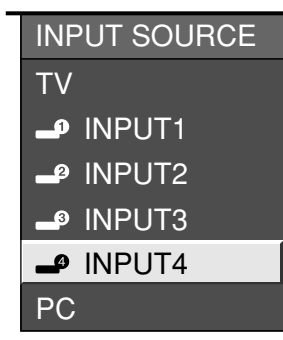 INPUT SOURCE
TV
1 INPUT1
2 INPUT2
3 INPUT3
4 INPUT4
PC